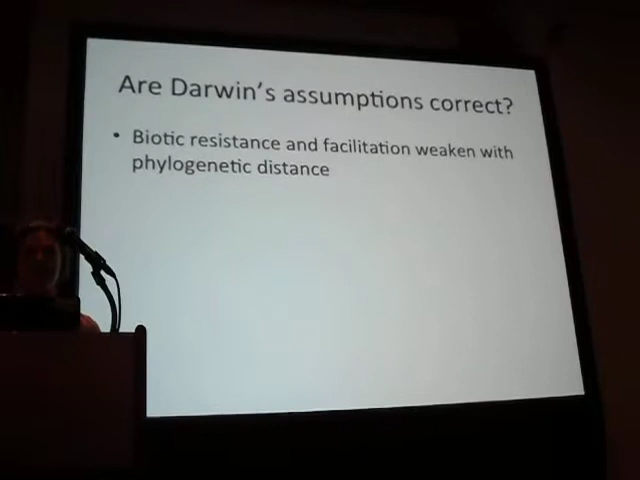 Are Darwin's assumptions correct?
• Biotic resistance and facilitation weaken with
phylogenetic distance